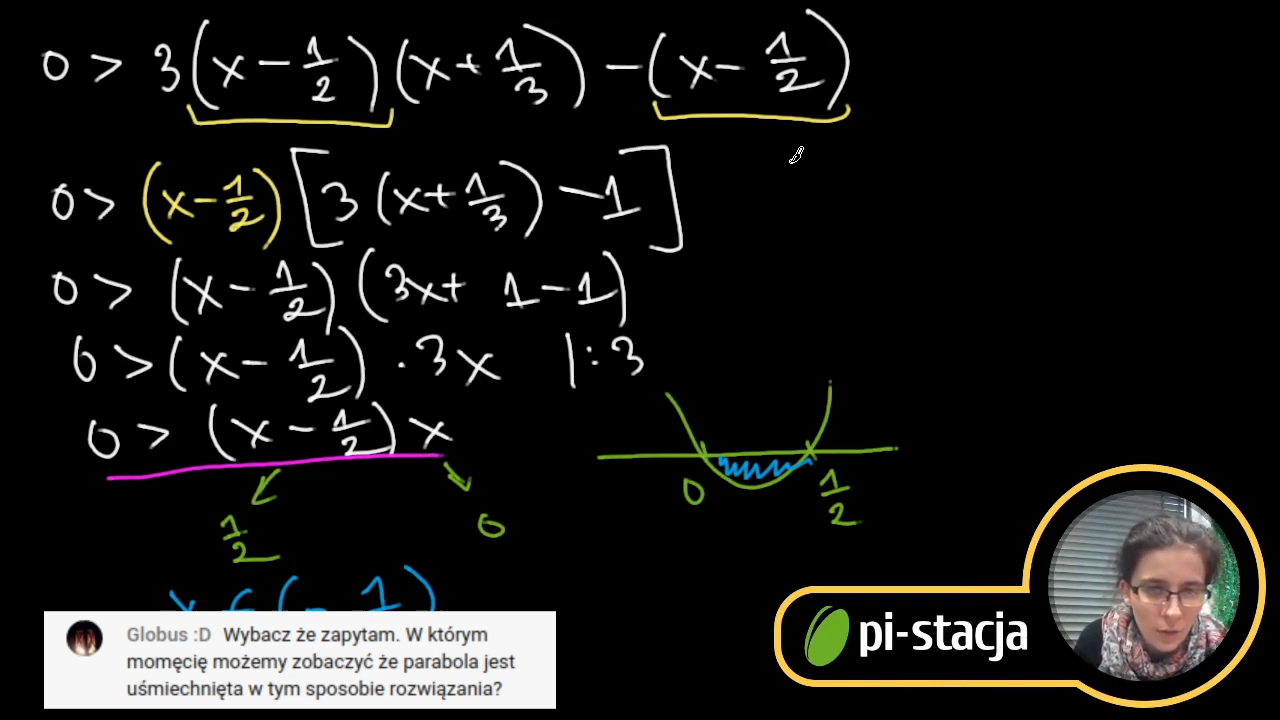 0 > 3(x - 1/2)(x + 1/3) - (x - 1/2)
0 > (x - 1/2)[3(x + 1/3) - 1]
0 > (x - 1/2)(3x + 1 - 1)
0 > (x - 1/2) · 3x |:3
0 > (x - 1/2)x
1/2 0
0 1/2
Globus :D Wybacz że zapytam. W którym
momęcię możemy zobaczyć że parabola jest
uśmiechnięta w tym sposobie rozwiązania?
pi-stacja